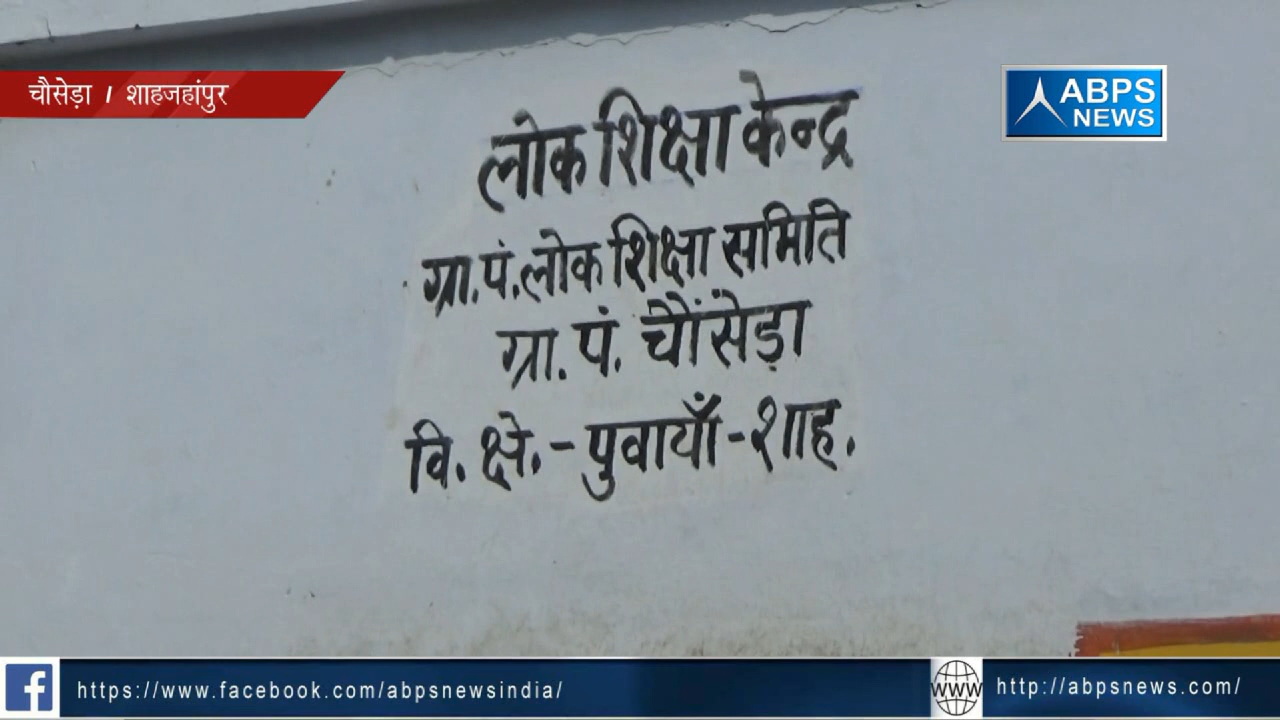 चौसेड़ा / शाहजहांपुर
ABPS
NEWS
लोक शिक्षा केन्द्र
ग्रा.पं.लोक शिक्षा समिति
ग्रा.पं. चौंसेड़ा
वि.क्षे.-पुवायाँ-शाह.
https://www.facebook.com/abpsnewsindia/
www
http://abpsnews.com/